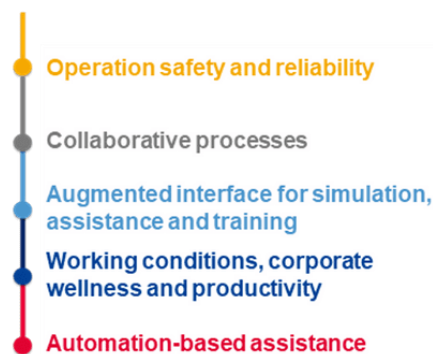 Operation safety and reliability
Collaborative processes
Augmented interface for simulation,
assistance and training
Working conditions, corporate
wellness and productivity
Automation-based assistance